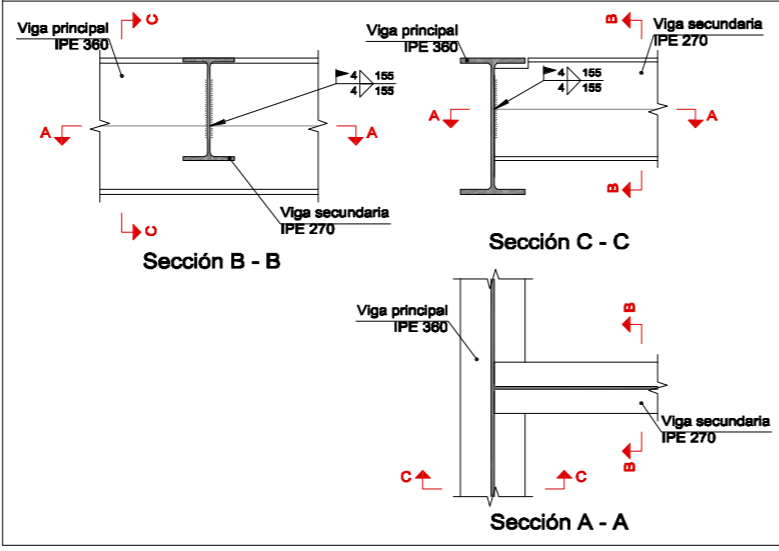 C
Viga principal
IPE 360
4 155
4 155
A
A
Viga secundaria
IPE 270
C
Sección B - B
B
Viga principal
IPE 360
Viga secundaria
IPE 270
4 155
4 155
A
A
B
Sección C - C
Viga principal
IPE 360
B
Viga secundaria
IPE 270
B
C
C
Sección A - A